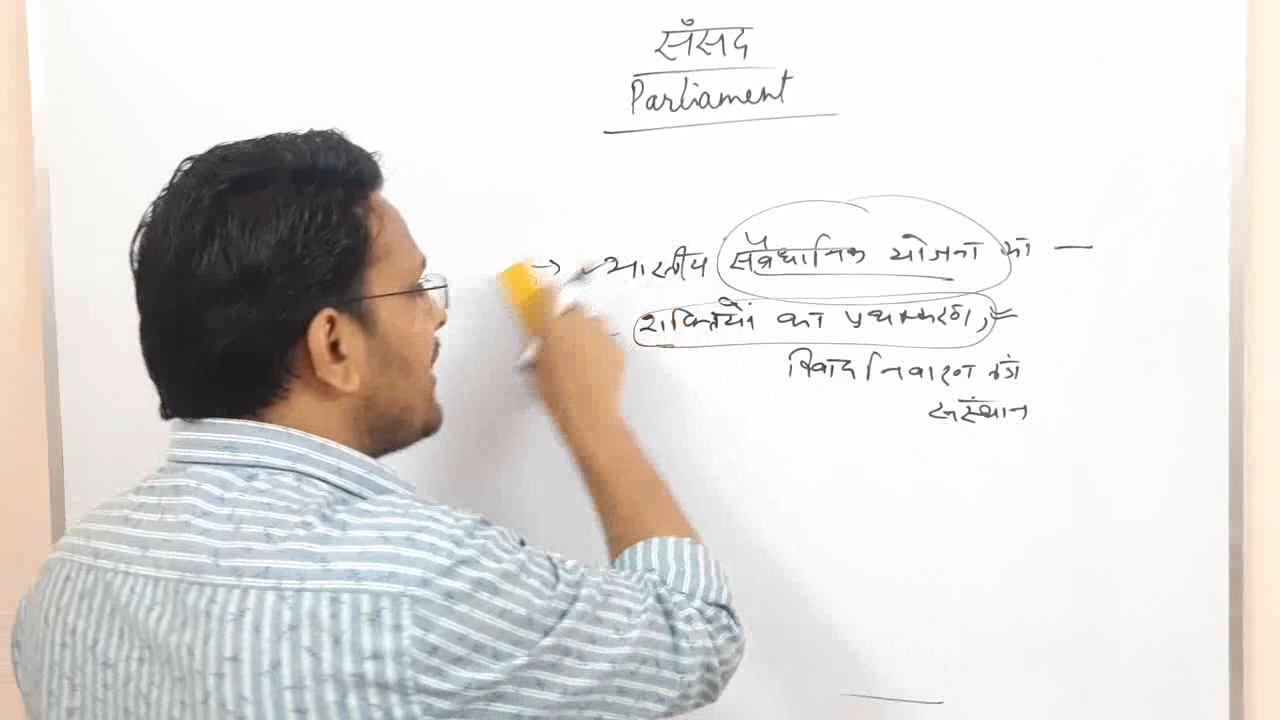 संसद
Parliament
भारतीय संवैधानिक योजना का —
शक्तियों का पृथक्करण,
विवाद निवारण
संस्थान